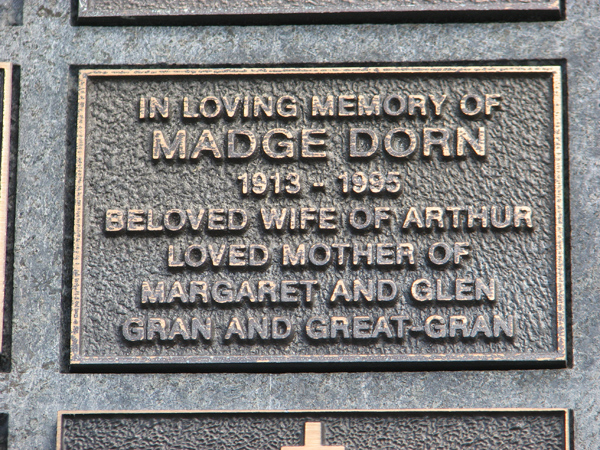 IN LOVING MEMORY OF
MADGE DORN
1913 - 1995
BELOVED WIFE OF ARTHUR
LOVED MOTHER OF
MARGARET AND GLEN
GRAN AND GREAT-GRAN